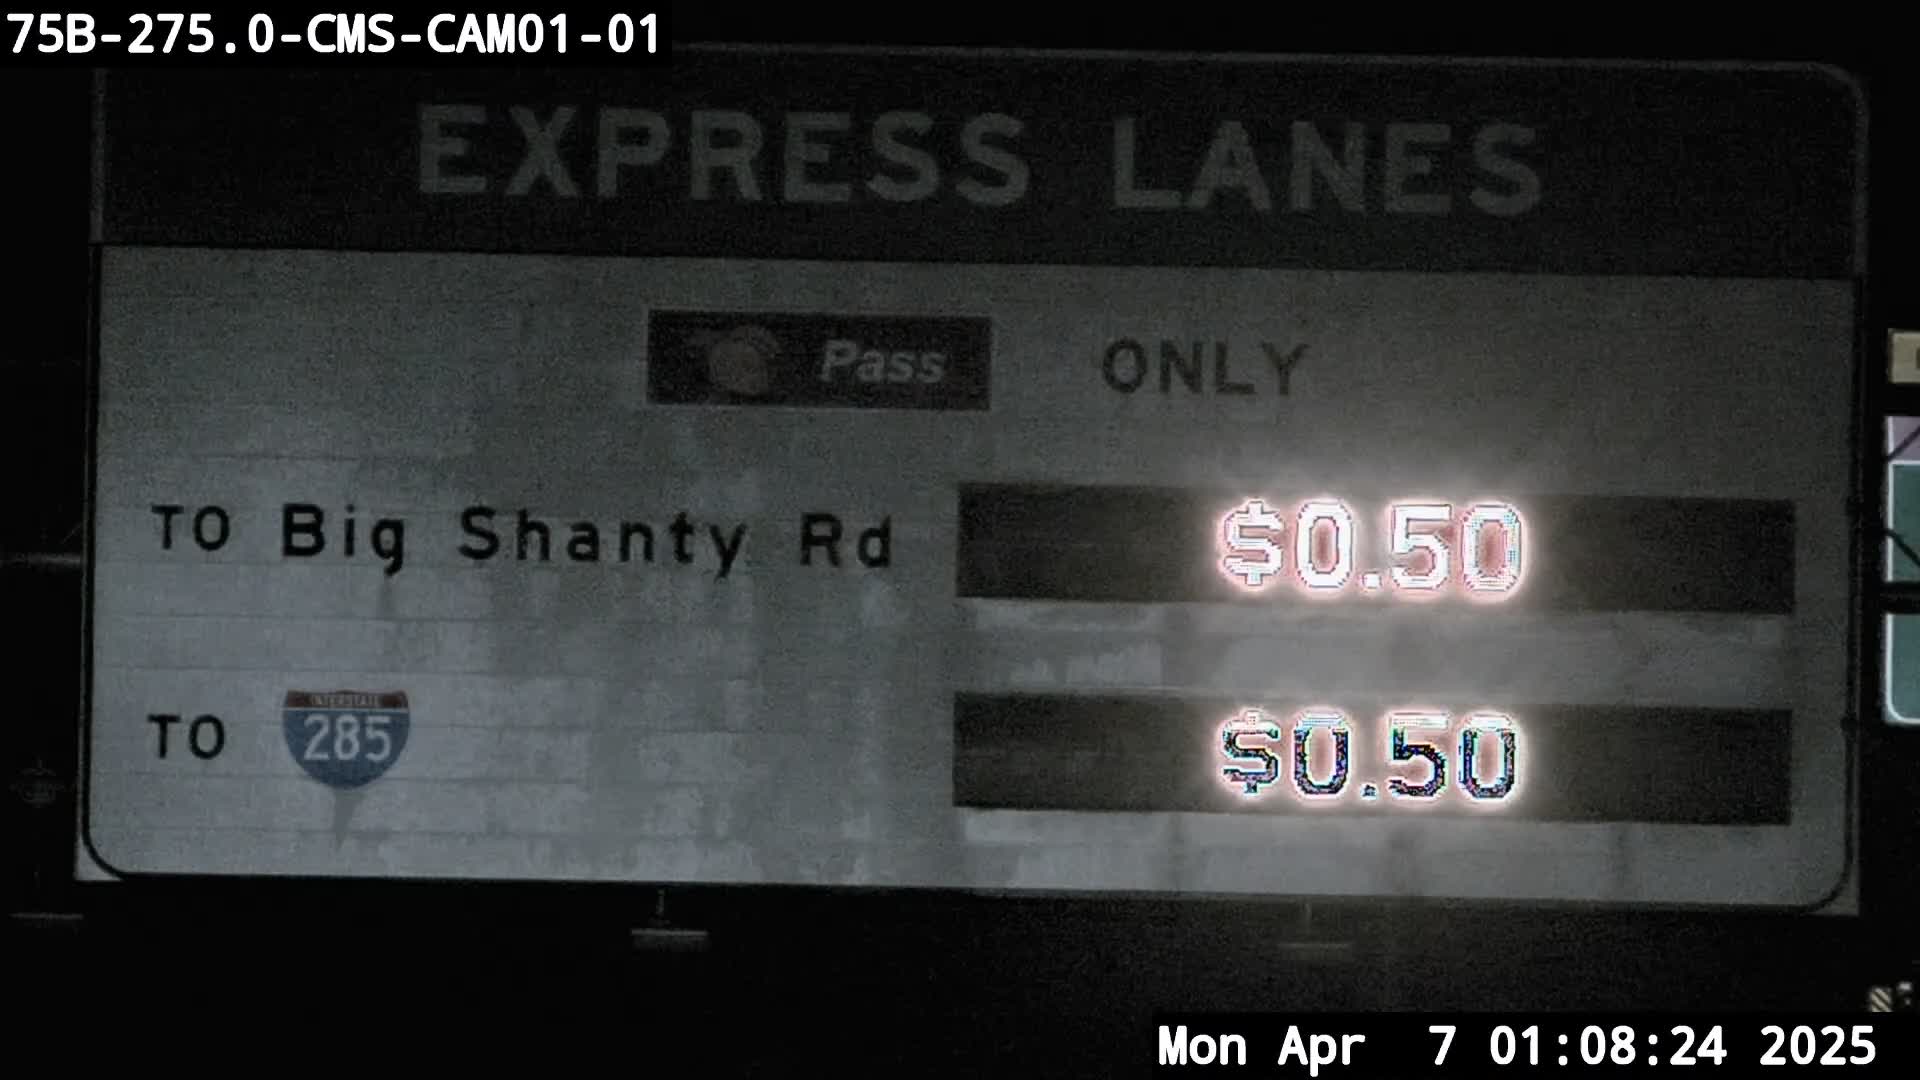 75B-275.0-CMS-CAM01-01
EXPRESS LANES
Pass ONLY
TO Big Shanty Rd $0.50
TO INTERSTATE 285 $0.50
Mon Apr 7 01:08:24 2025